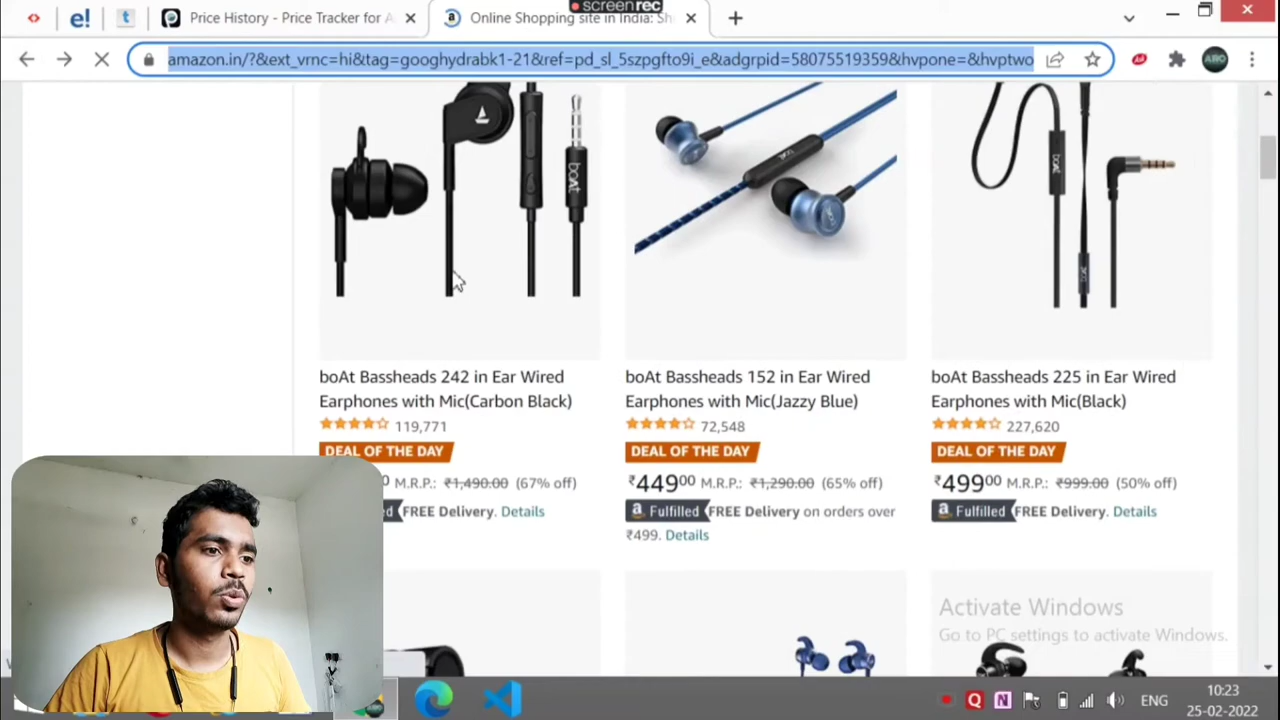 screenrec
e!
t
Price History - Price Tracker for A
Online Shopping site in India: Sh
amazon.in/?&ext_vrnc=hi&tag=googhydrabk1-21&ref=pd_sl_5szpgfto9i_e&adgrpid=58075519359&hvpone=&hvptwo
boAt
boAt
boAt
boAt Bassheads 242 in Ear Wired
Earphones with Mic(Carbon Black)
119,771
DEAL OF THE DAY
M.R.P.: ₹1,490.00 (67% off)
FREE Delivery. Details
boAt Bassheads 152 in Ear Wired
Earphones with Mic(Jazzy Blue)
72,548
DEAL OF THE DAY
₹44900 M.R.P.: ₹1,290.00 (65% off)
a Fulfilled FREE Delivery on orders over
₹499. Details
boAt Bassheads 225 in Ear Wired
Earphones with Mic(Black)
227,620
DEAL OF THE DAY
₹49900 M.R.P.: ₹999.00 (50% off)
a Fulfilled FREE Delivery. Details
Activate Windows
Go to PC settings to activate Windows.
ENG
10:23
25-02-2022